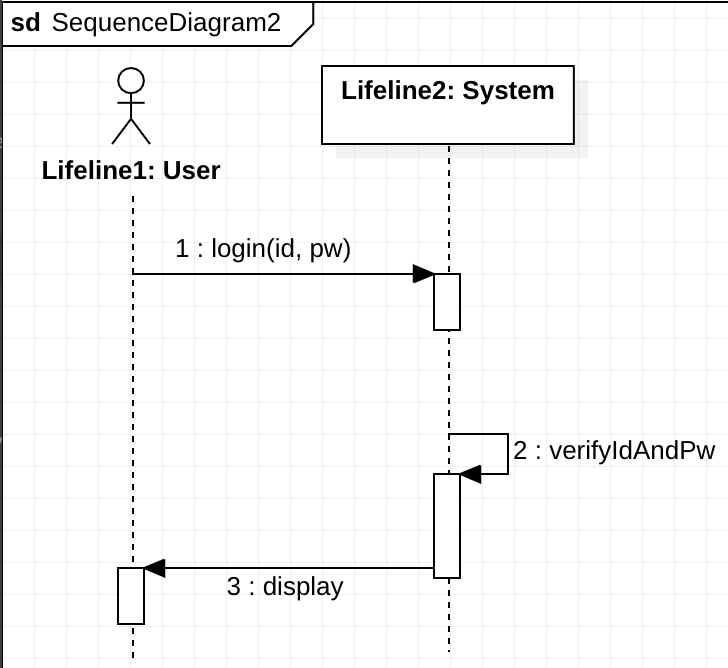 sd SequenceDiagram2
Lifeline2: System
Lifeline1: User
1 : login(id, pw)
2 : verifyIdAndPw
3 : display